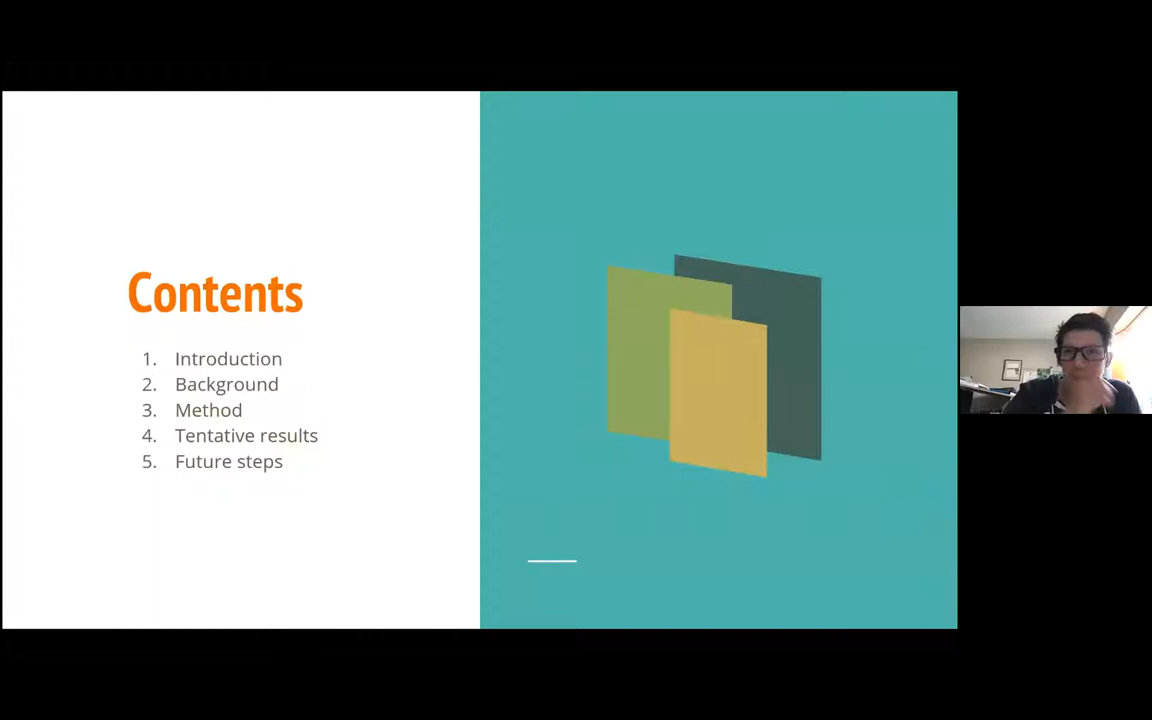 Contents
1. Introduction
2. Background
3. Method
4. Tentative results
5. Future steps